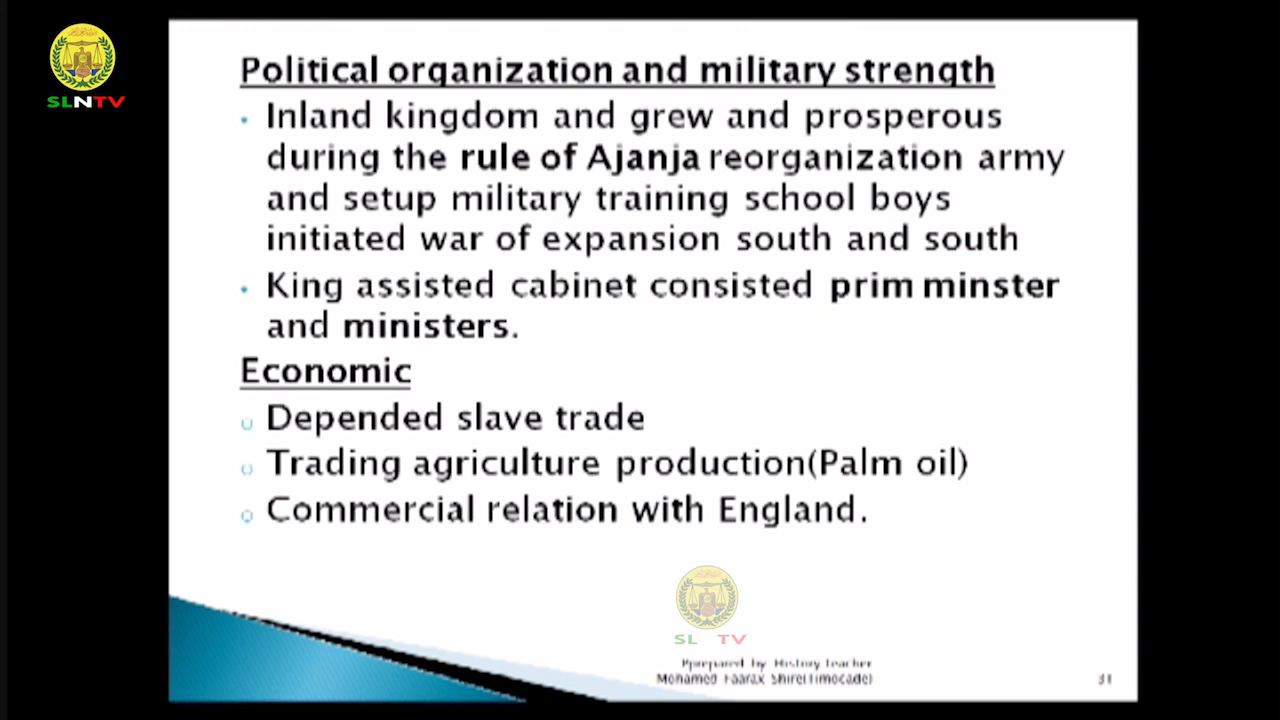 SLNTV
Political organization and military strength
Inland kingdom and grew and prosperous
during the rule of Ajanja reorganization army
and setup military training school boys
initiated war of expansion south and south
King assisted cabinet consisted prim minster
and ministers.
Economic
Depended slave trade
Trading agriculture production(Palm oil)
Commercial relation with England.
SL TV
Pprepared by History teacher
Mohamed Faarax Shire(Timocade)
31